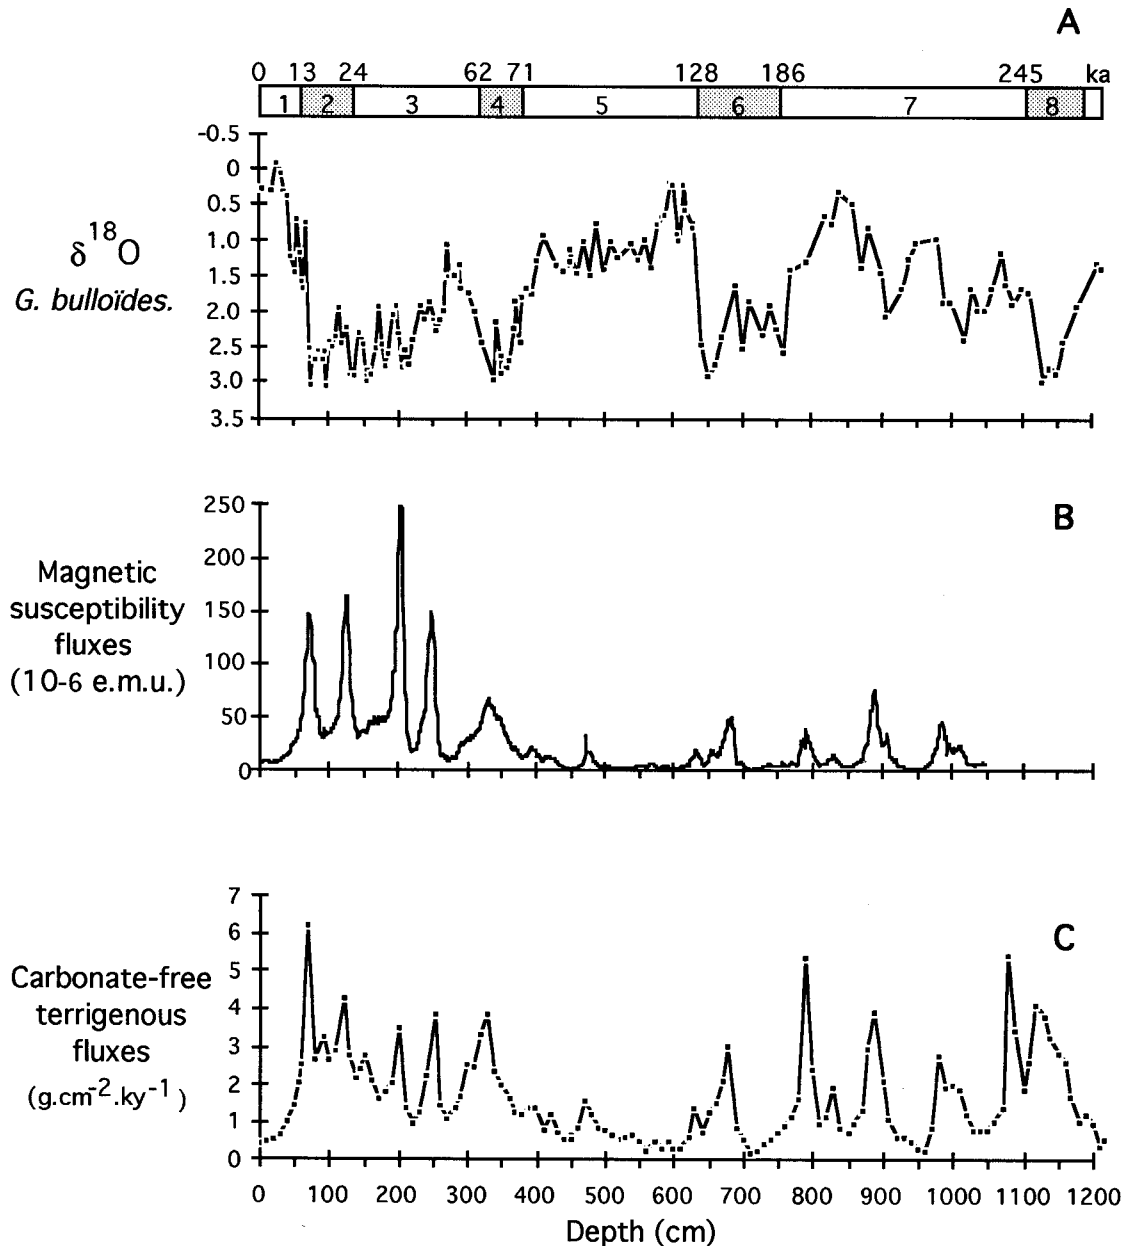 A
0 13 24 62 71 128 186 245 ka
1 2 3 4 5 6 7 8
-0.5
0
0.5
1.0
1.5
2.0
2.5
3.0
3.5
δ18O
G. bulloïdes.
B
250
200
150
100
50
0
Magnetic
susceptibility
fluxes
(10-6 e.m.u.)
C
7
6
5
4
3
2
1
0
Carbonate-free
terrigenous
fluxes
(g.cm-2.ky-1)
0 100 200 300 400 500 600 700 800 900 1000 1100 1200
Depth (cm)